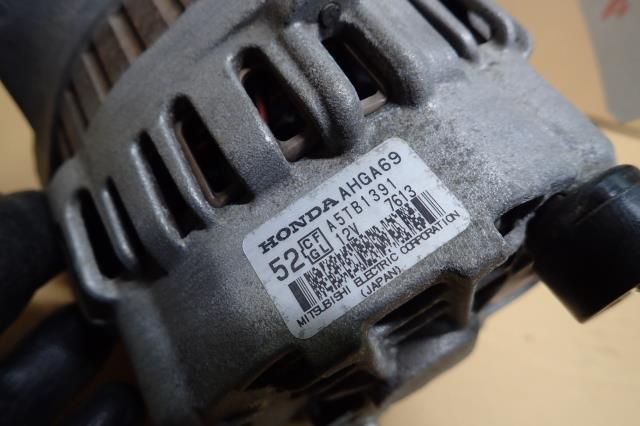 HONDA AHGA69
52 CF A5TB1391
GL 12V 7613
MITSUBISHI ELECTRIC CORPORATION
(JAPAN)